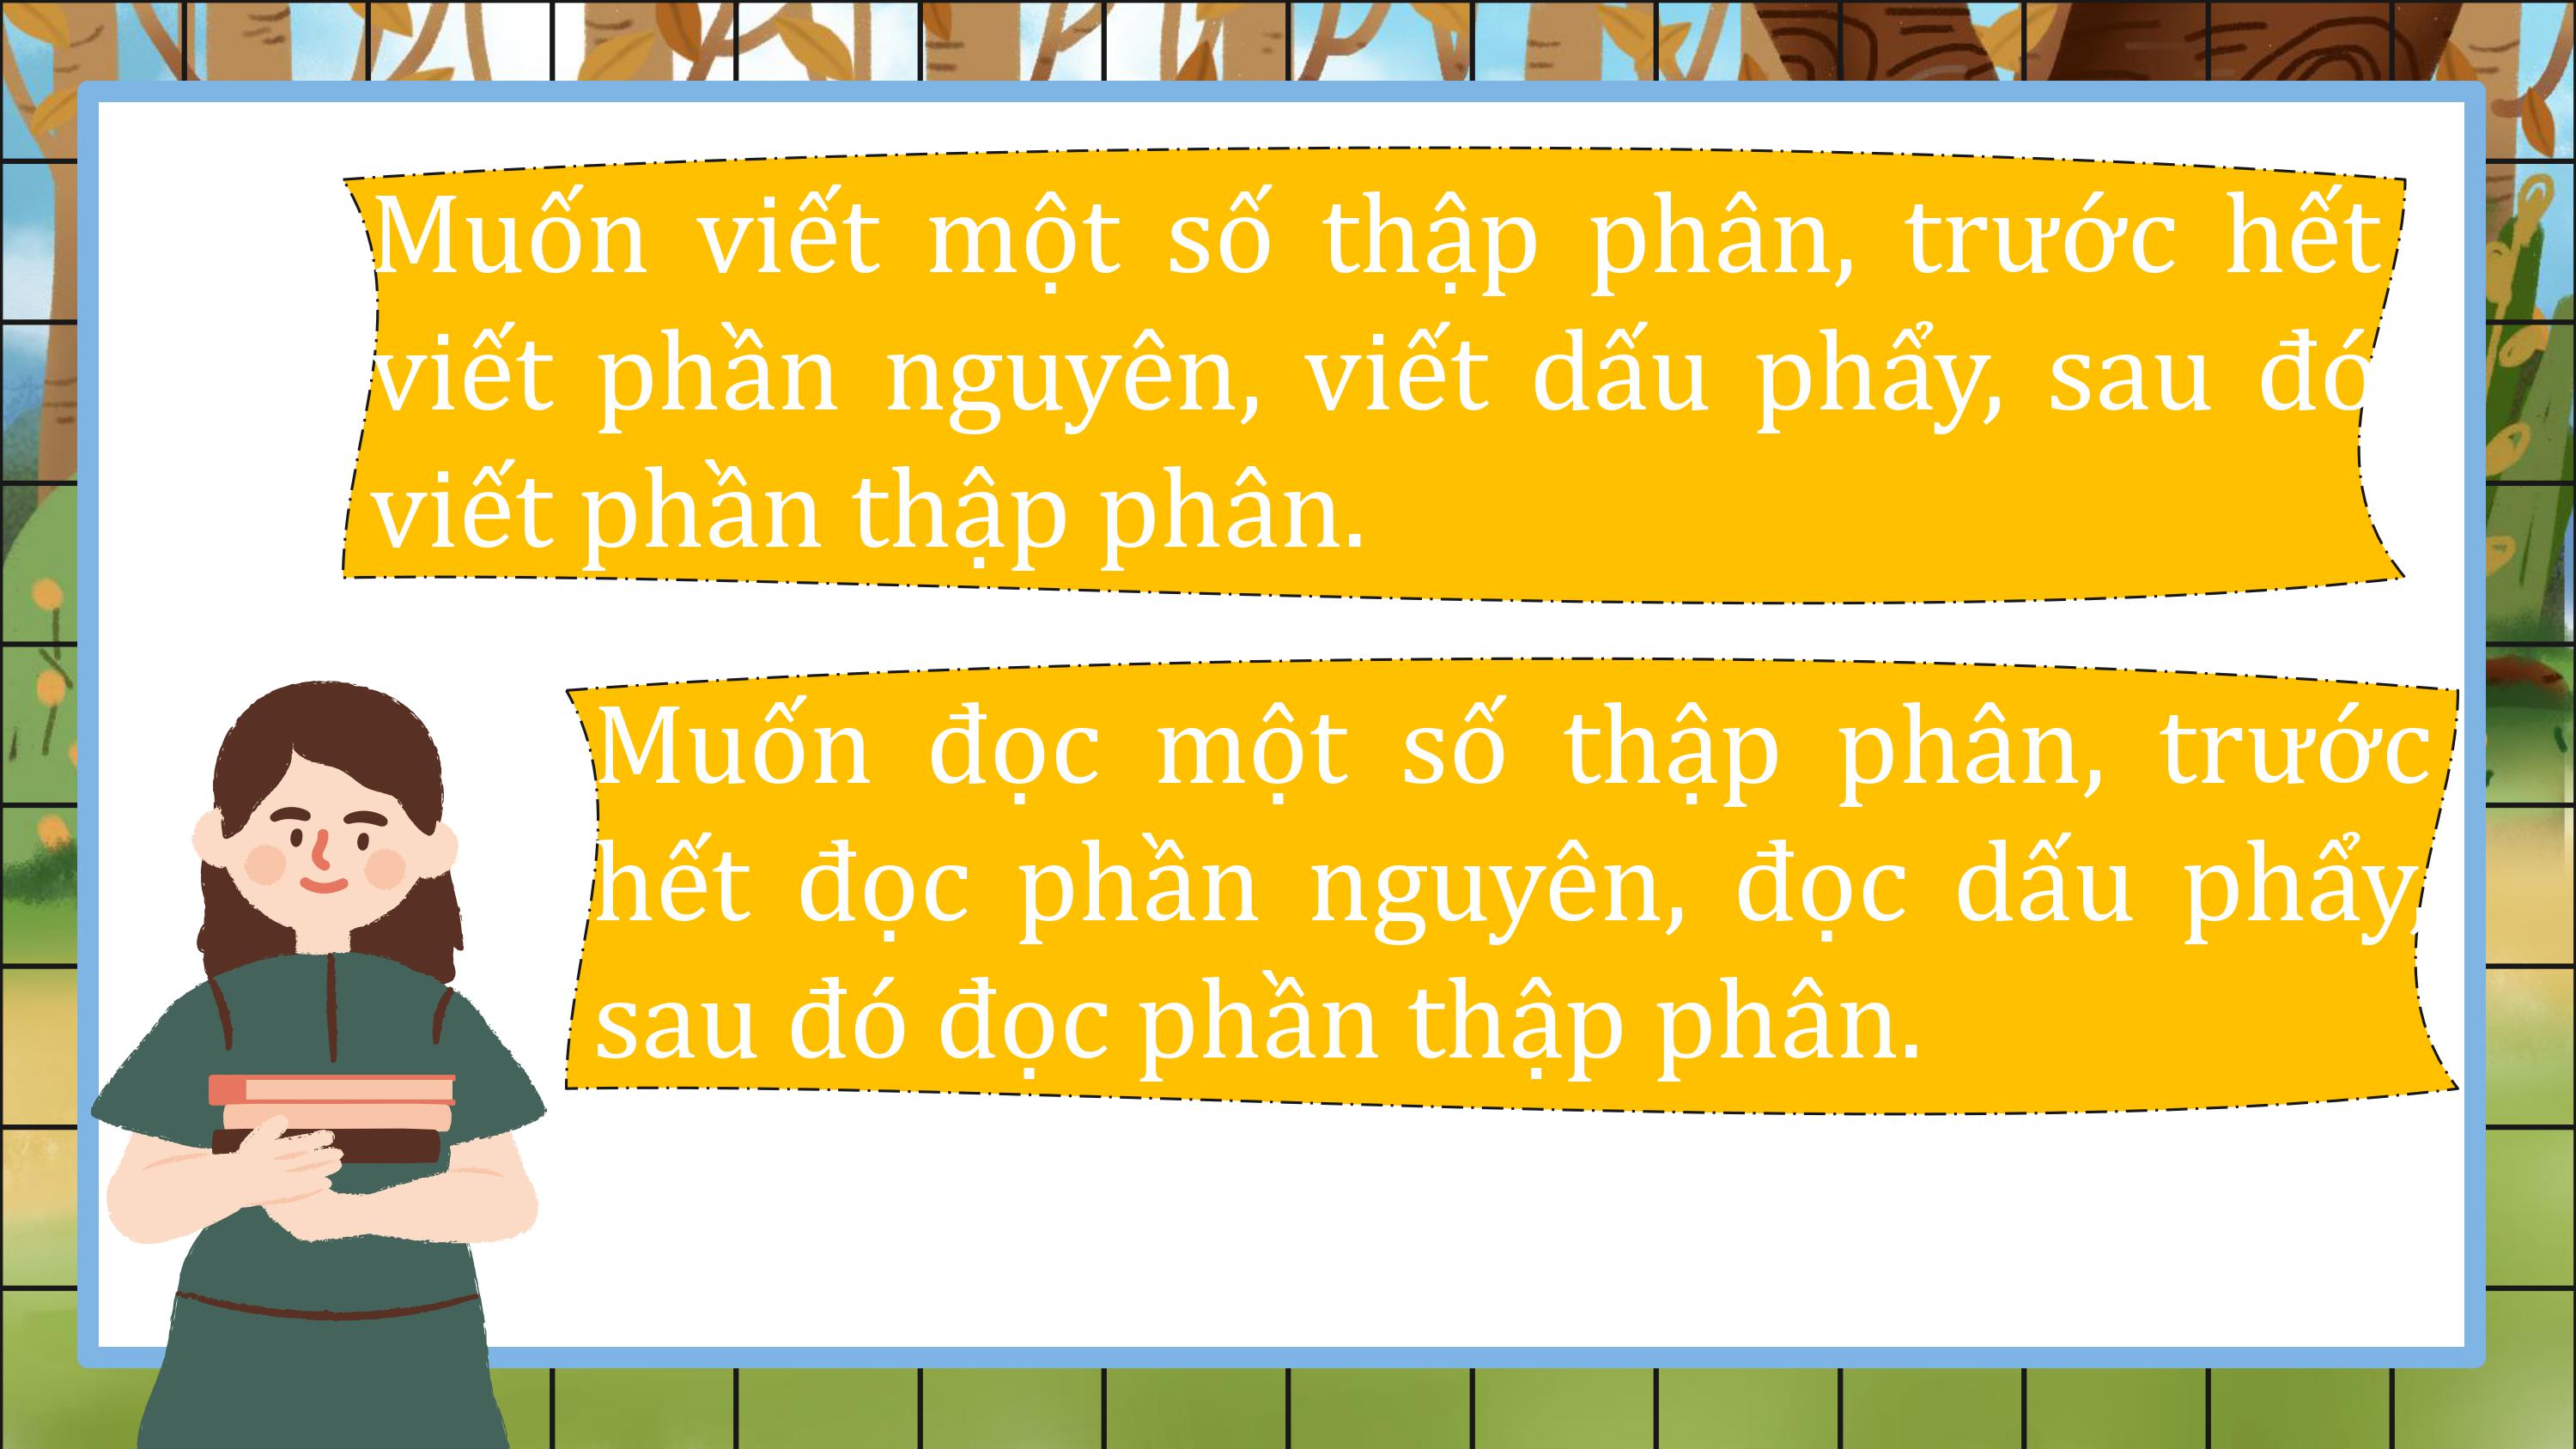 Muốn viết một số thập phân, trước hết
viết phần nguyên, viết dấu phẩy, sau đó
viết phần thập phân.
Muốn đọc một số thập phân, trước
hết đọc phần nguyên, đọc dấu phẩy,
sau đó đọc phần thập phân.